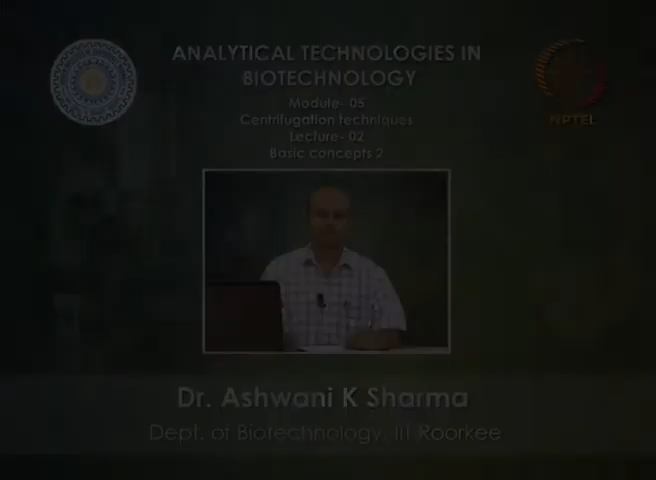 ANALYTICAL TECHNOLOGIES IN
BIOTECHNOLOGY
Module- 05
Centrifugation techniques
Lecture- 02
Basic concepts 2
NPTEL
Dr. Ashwani K Sharma
Dept. of Biotechnology, IIT Roorkee